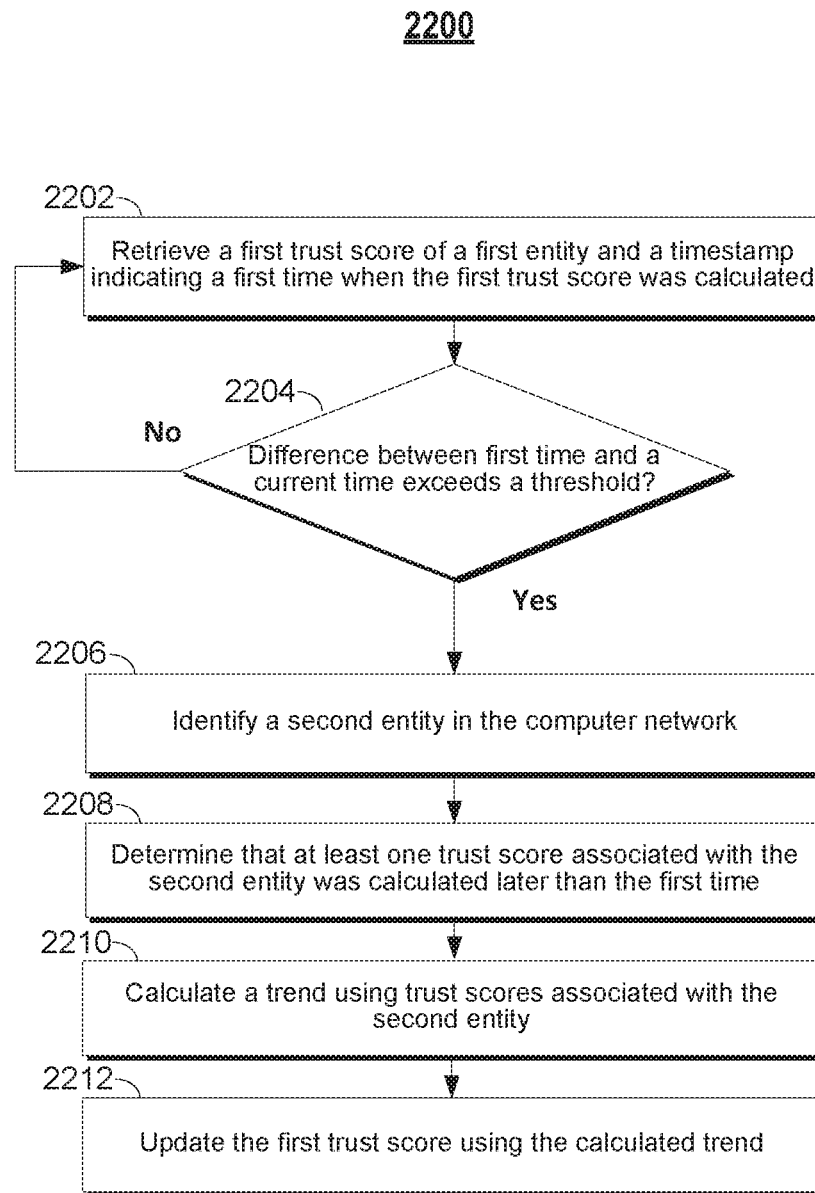 2200
2202
Retrieve a first trust score of a first entity and a timestamp
indicating a first time when the first trust score was calculated
2204
No
Difference between first time and a
current time exceeds a threshold?
Yes
2206
Identify a second entity in the computer network
2208
Determine that at least one trust score associated with the
second entity was calculated later than the first time
2210
Calculate a trend using trust scores associated with the
second entity
2212
Update the first trust score using the calculated trend